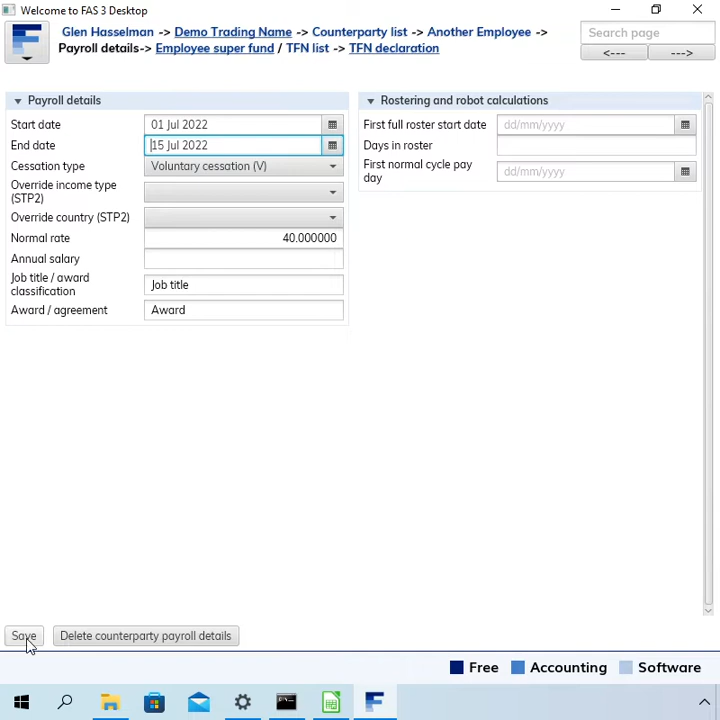 Welcome to FAS 3 Desktop
Glen Hasselman -> Demo Trading Name -> Counterparty list -> Another Employee ->
Payroll details-> Employee super fund / TFN list -> TFN declaration
Search page
<---
--->
Payroll details
Start date
01 Jul 2022
End date
15 Jul 2022
Cessation type
Voluntary cessation (V)
Override income type
(STP2)
Override country (STP2)
Normal rate
40.000000
Annual salary
Job title / award
classification
Job title
Award / agreement
Award
Rostering and robot calculations
First full roster start date
dd/mm/yyyy
Days in roster
First normal cycle pay
day
dd/mm/yyyy
Save
Delete counterparty payroll details
Free
Accounting
Software